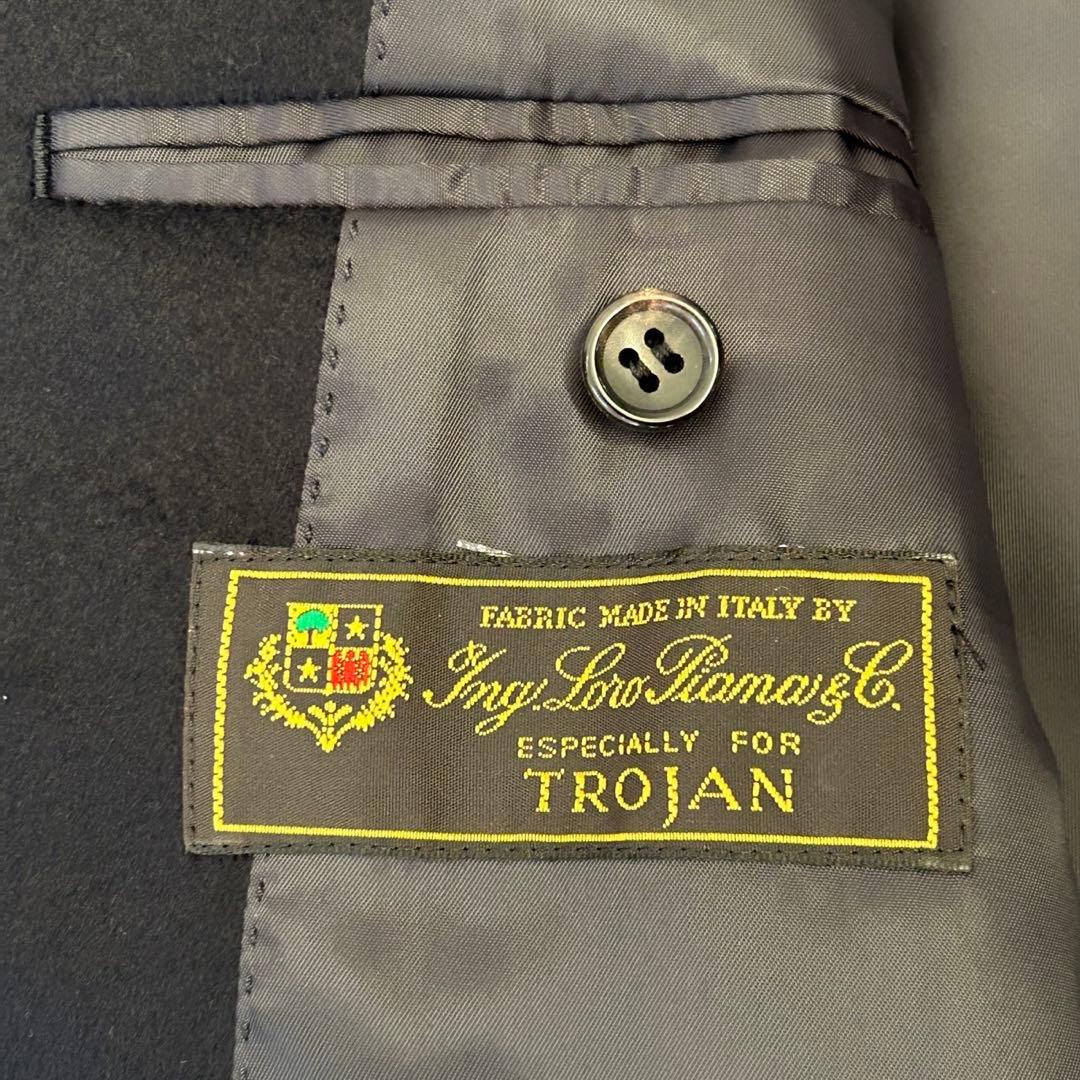 FABRIC MADE IN ITALY BY
Ing. Loro Piana & C.
ESPECIALLY FOR
TROJAN